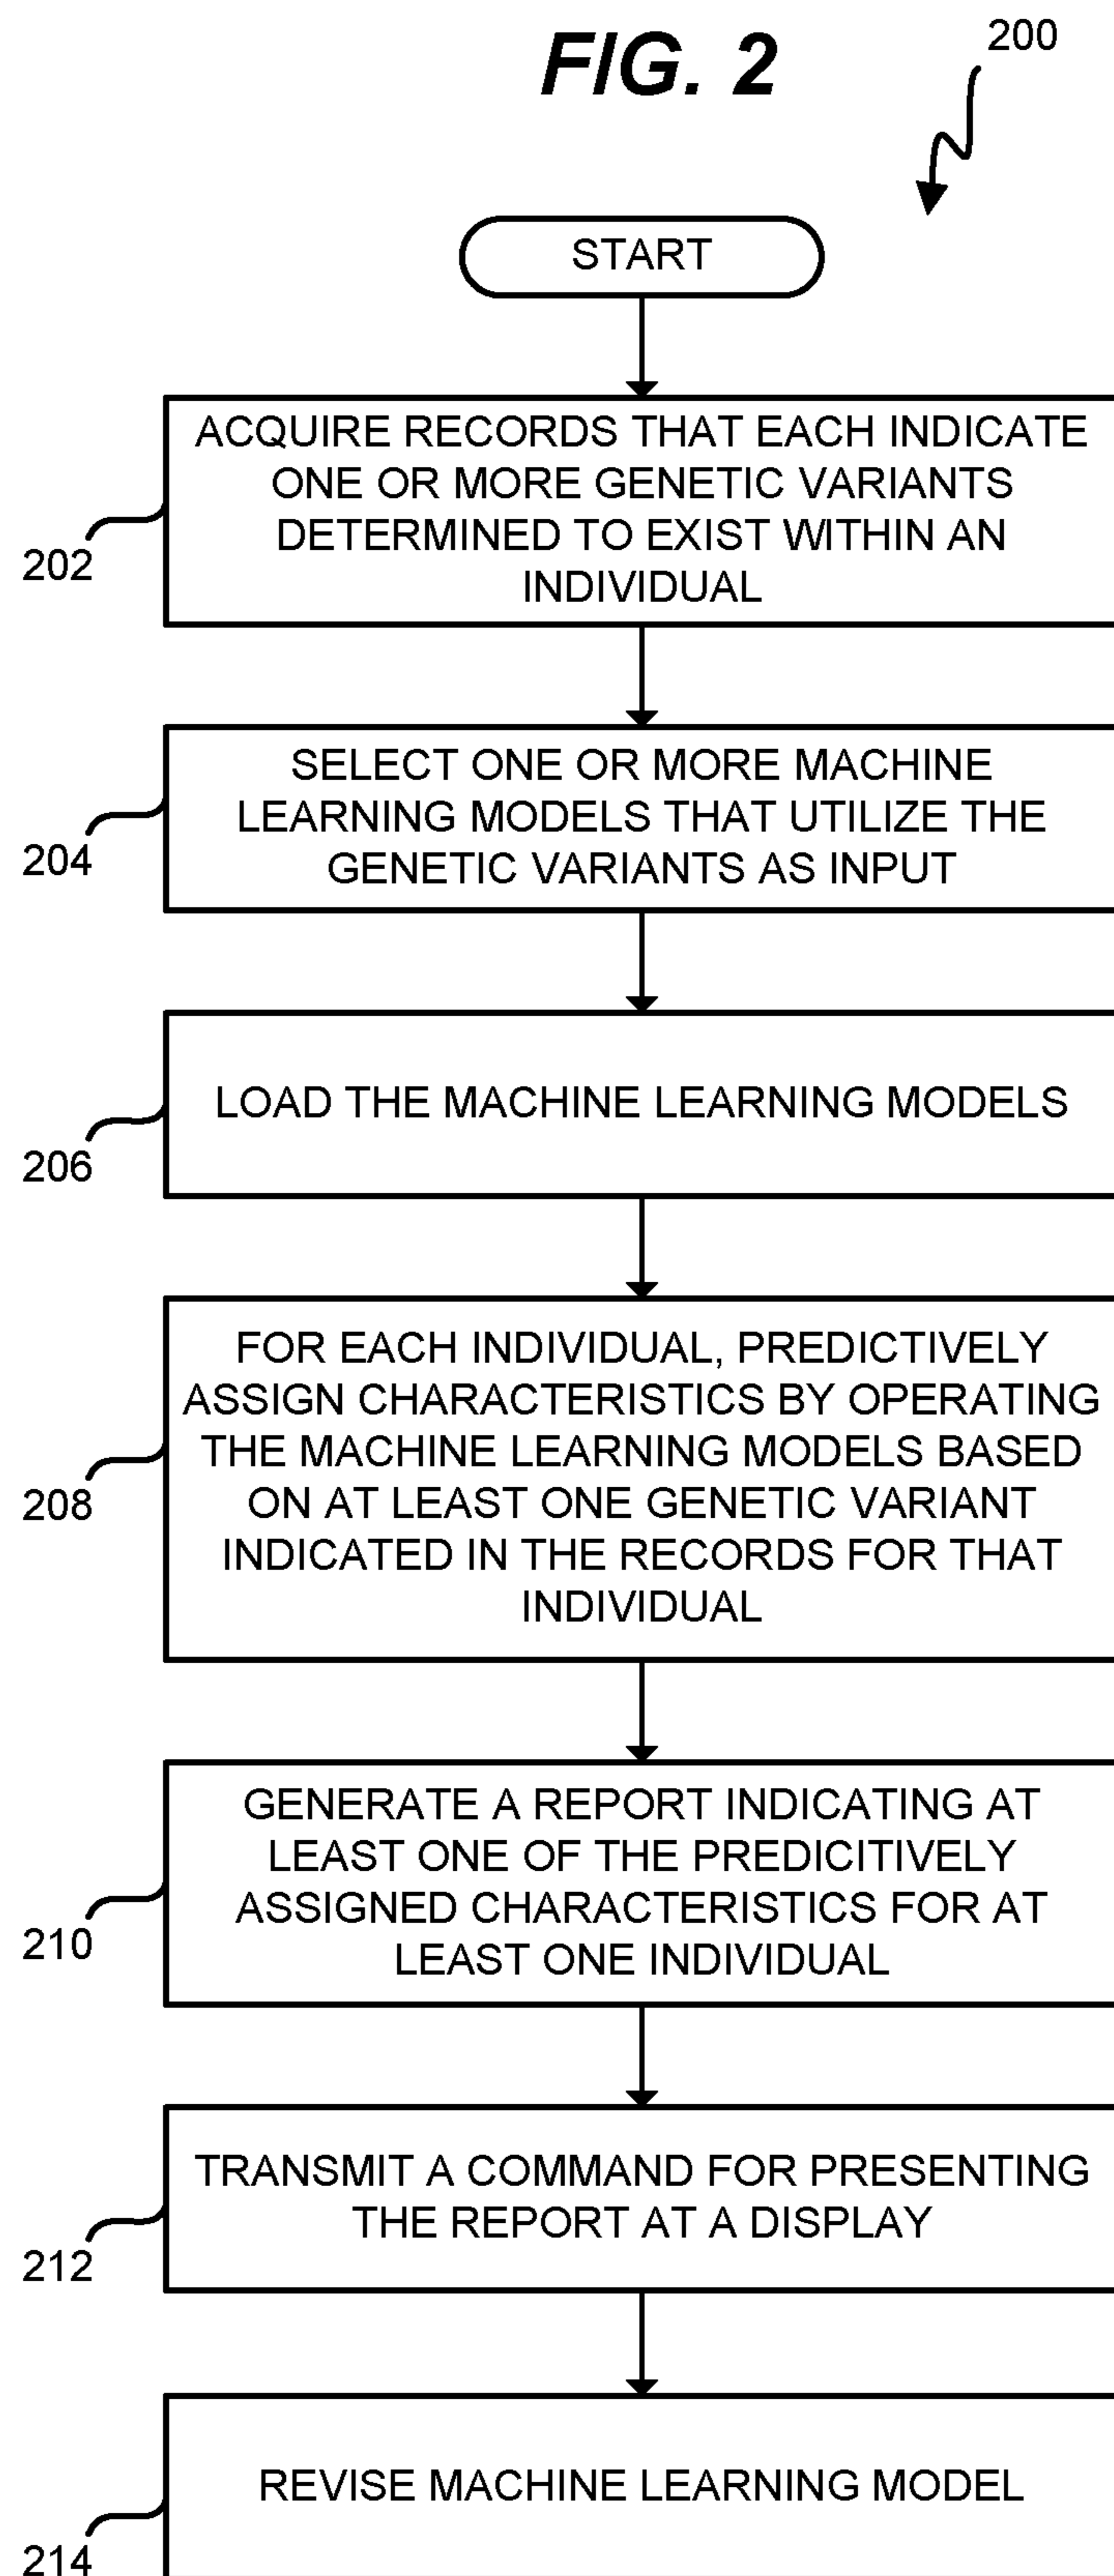 FIG. 2
200
START
ACQUIRE RECORDS THAT EACH INDICATE
ONE OR MORE GENETIC VARIANTS
DETERMINED TO EXIST WITHIN AN
INDIVIDUAL
202
SELECT ONE OR MORE MACHINE
LEARNING MODELS THAT UTILIZE THE
GENETIC VARIANTS AS INPUT
204
LOAD THE MACHINE LEARNING MODELS
206
FOR EACH INDIVIDUAL, PREDICTIVELY
ASSIGN CHARACTERISTICS BY OPERATING
THE MACHINE LEARNING MODELS BASED
ON AT LEAST ONE GENETIC VARIANT
INDICATED IN THE RECORDS FOR THAT
INDIVIDUAL
208
GENERATE A REPORT INDICATING AT
LEAST ONE OF THE PREDICITIVELY
ASSIGNED CHARACTERISTICS FOR AT
LEAST ONE INDIVIDUAL
210
TRANSMIT A COMMAND FOR PRESENTING
THE REPORT AT A DISPLAY
212
REVISE MACHINE LEARNING MODEL
214